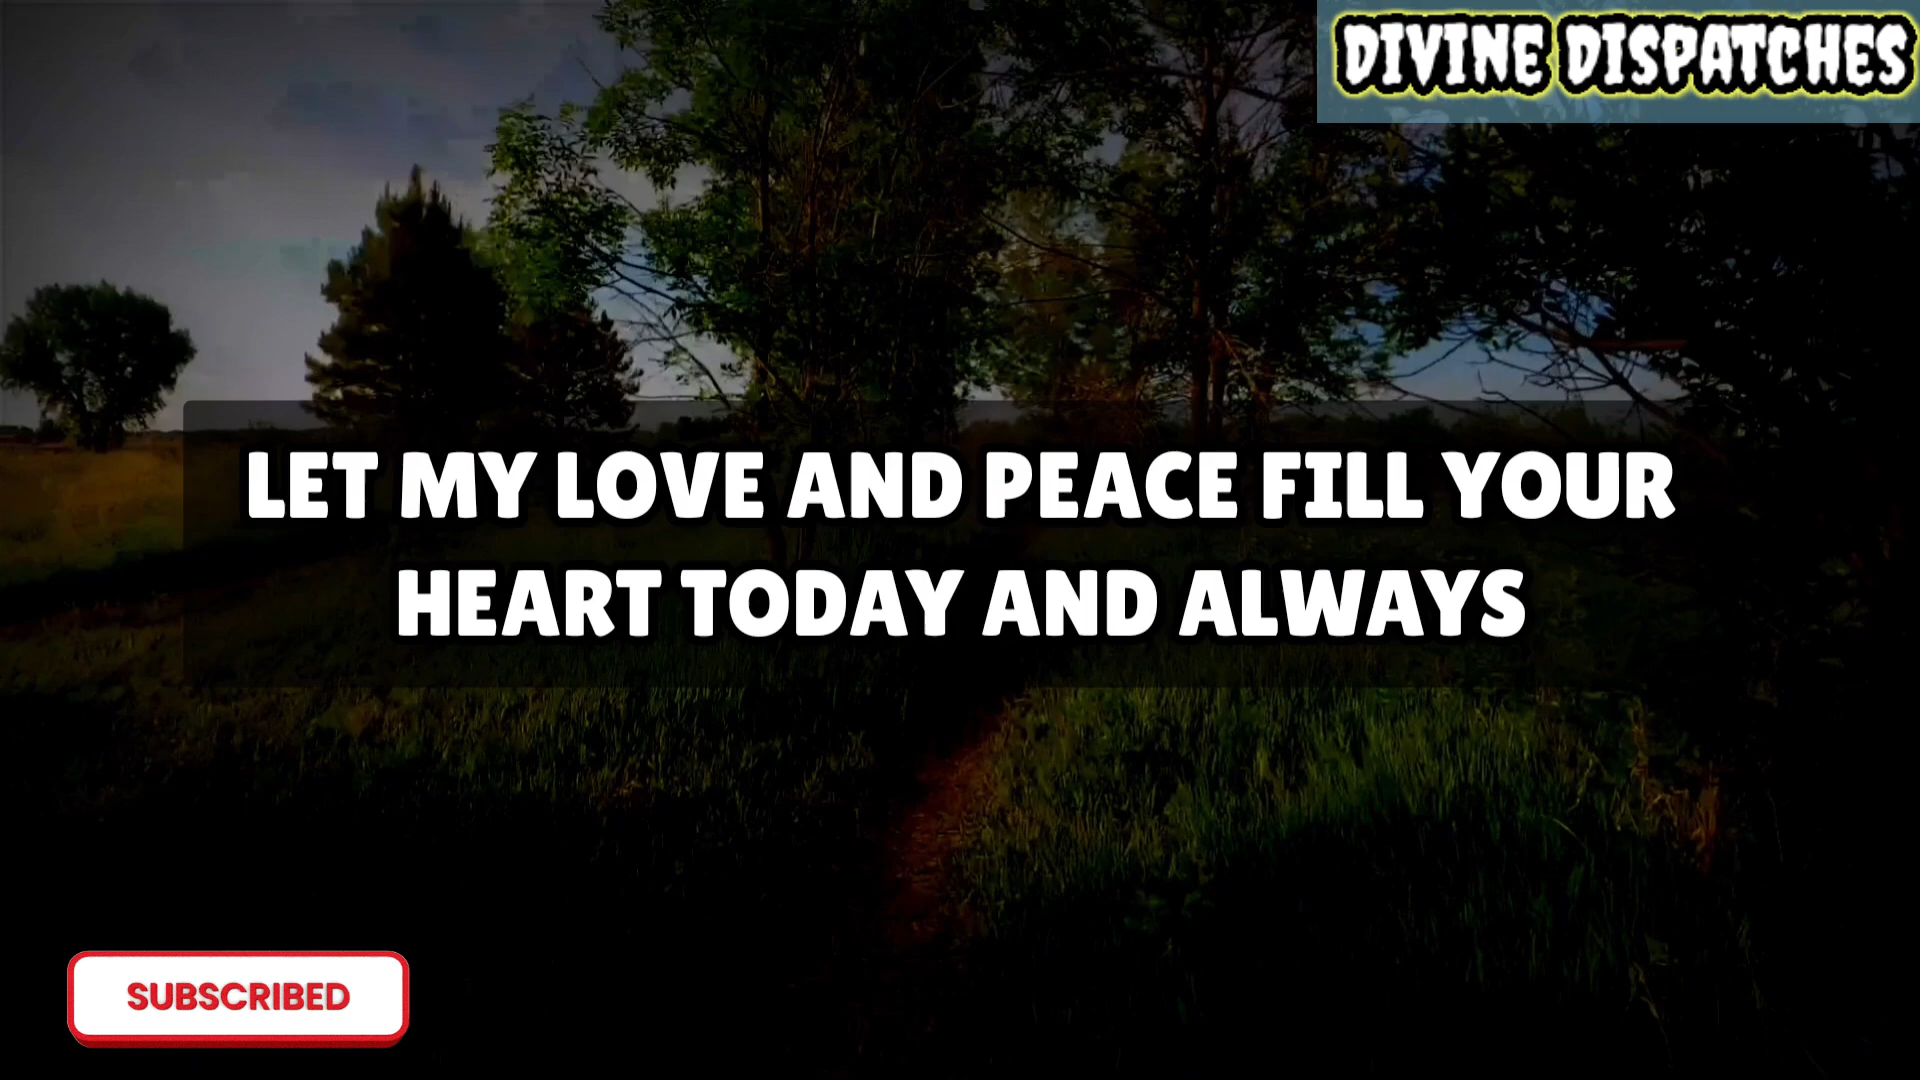 DIVINE DISPATCHES
LET MY LOVE AND PEACE FILL YOUR
HEART TODAY AND ALWAYS
SUBSCRIBED